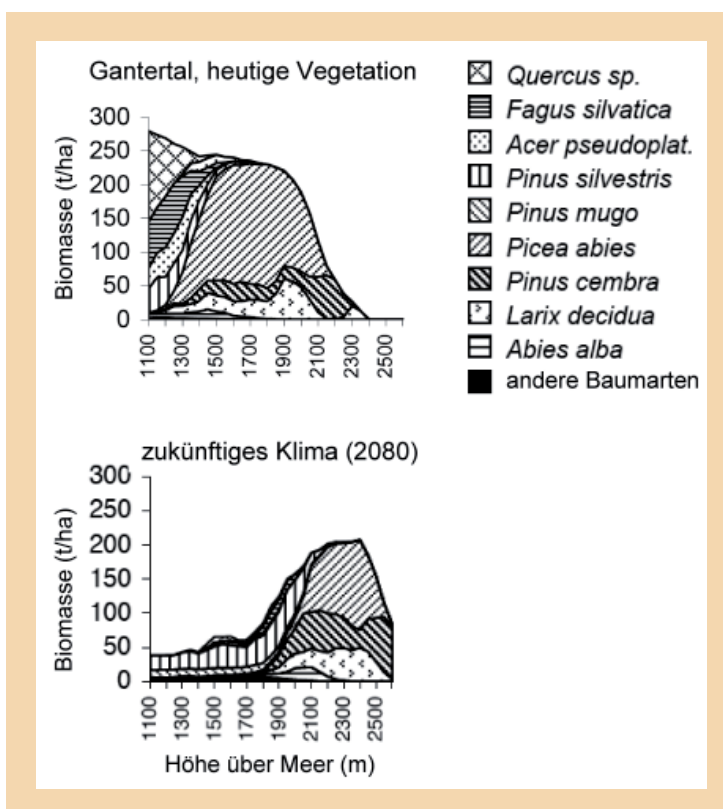 Gantertal, heutige Vegetation
300
250
200
150
100
50
0
Biomasse (t/ha)
1100
1300
1500
1700
1900
2100
2300
2500
Quercus sp.
Fagus silvatica
Acer pseudoplat.
Pinus silvestris
Pinus mugo
Picea abies
Pinus cembra
Larix decidua
Abies alba
andere Baumarten
zukünftiges Klima (2080)
300
250
200
150
100
50
0
Biomasse (t/ha)
1100
1300
1500
1700
1900
2100
2300
2500
Höhe über Meer (m)